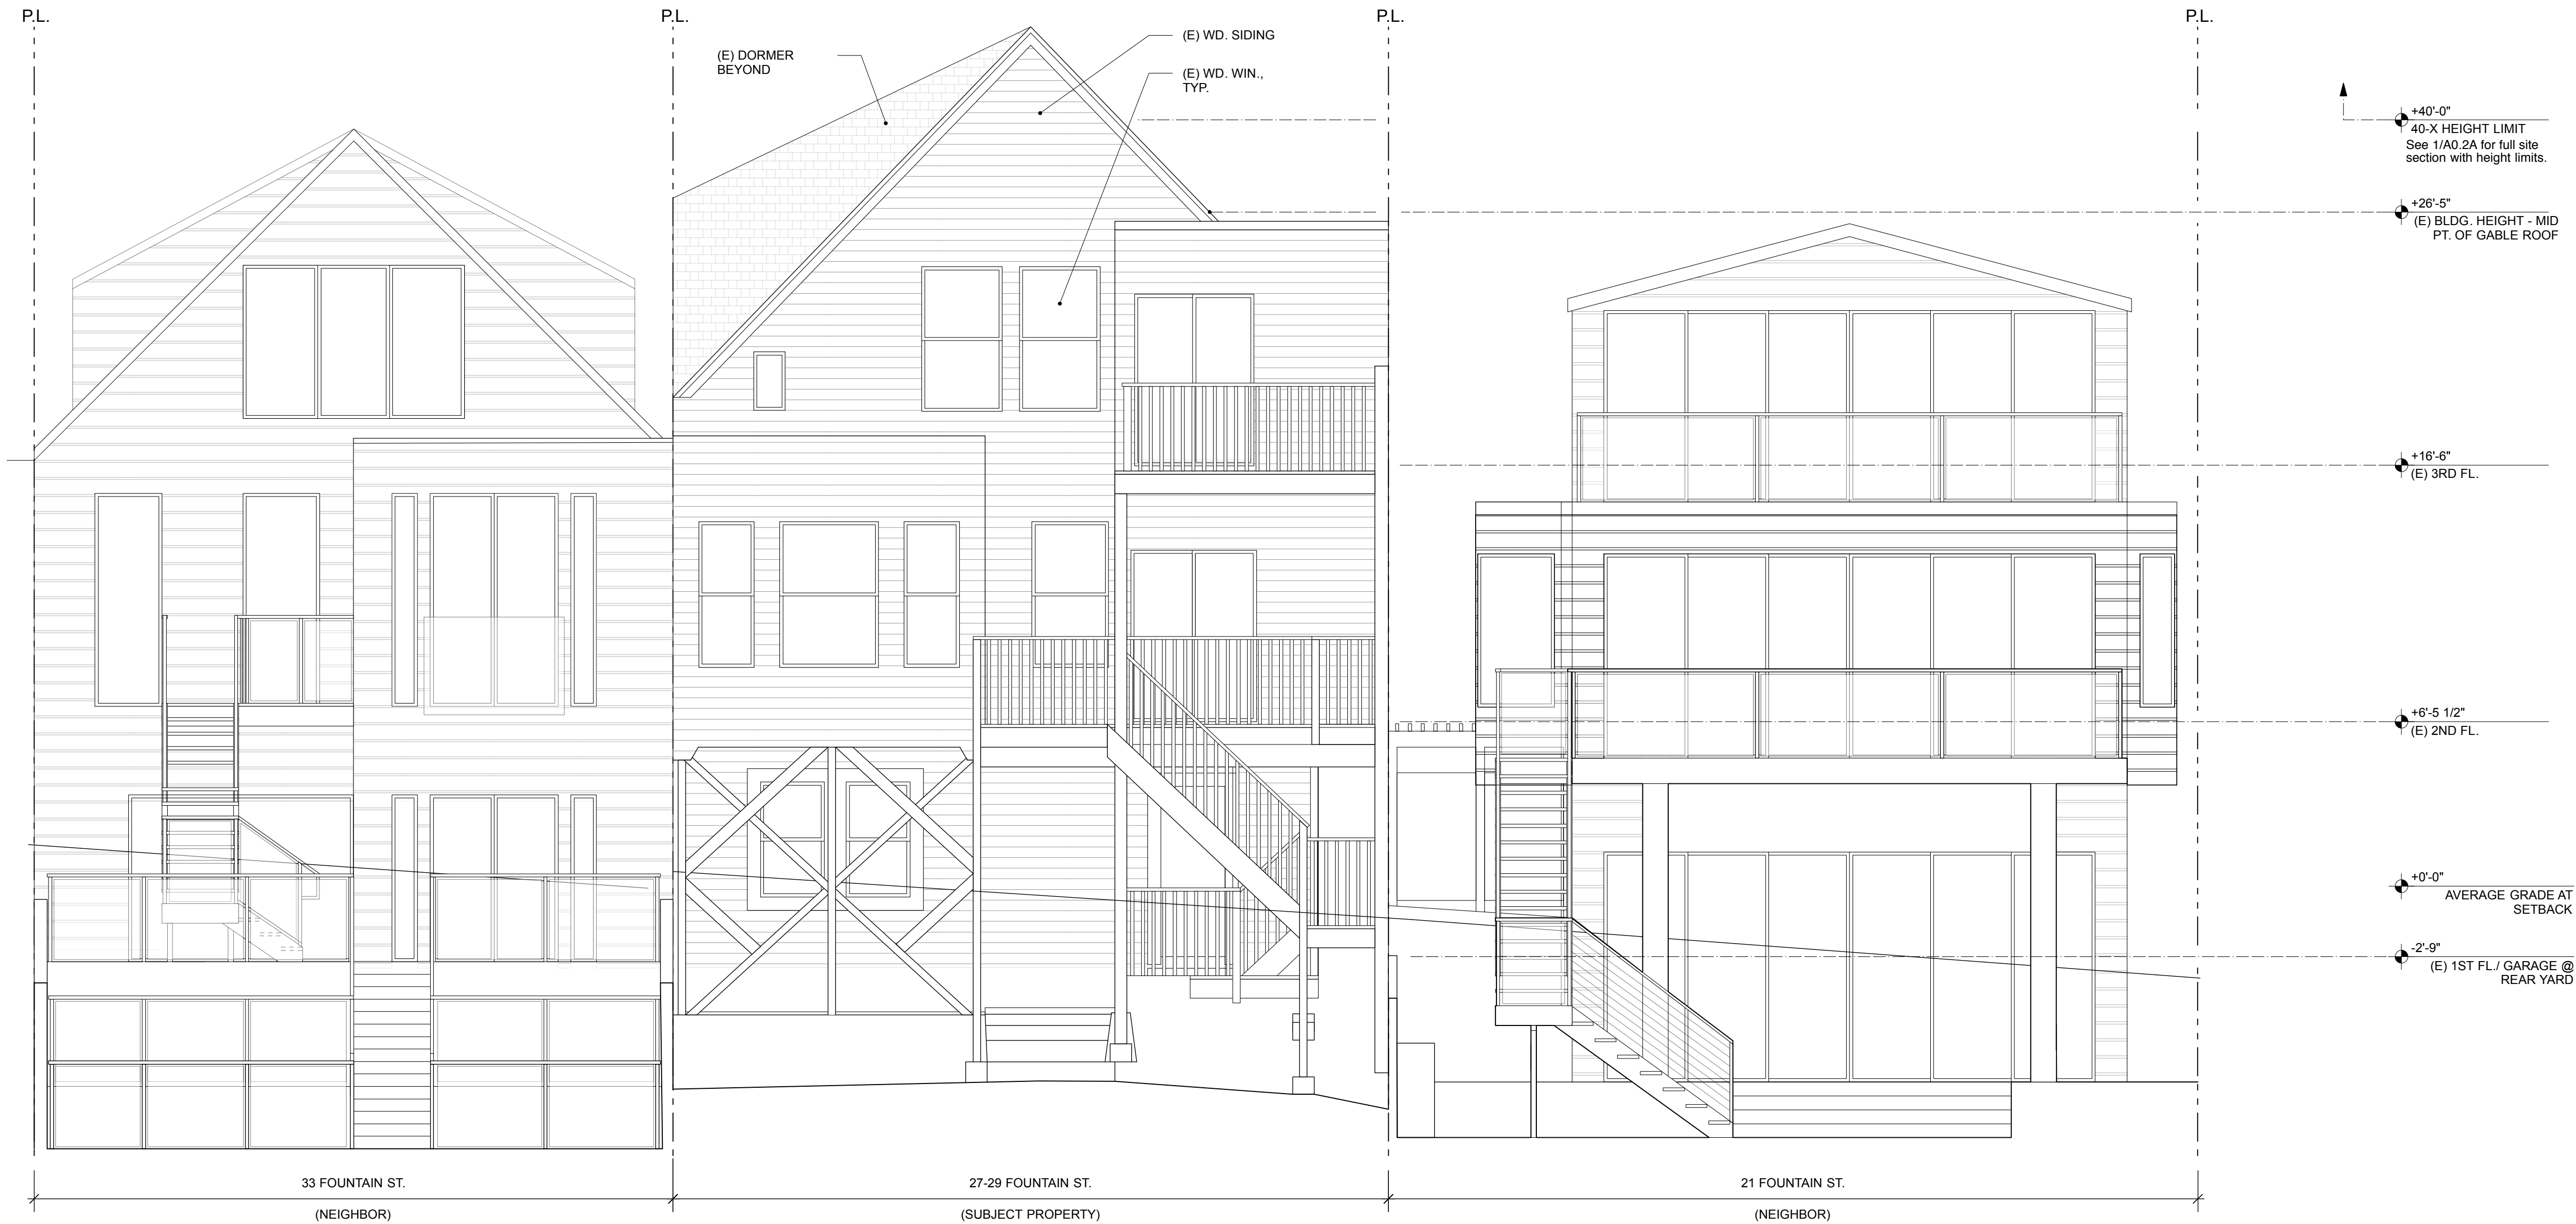 P.L.
P.L.
P.L.
P.L.
(E) DORMER
BEYOND
(E) WD. SIDING
(E) WD. WIN.,
TYP.
+40'-0"
40-X HEIGHT LIMIT
See 1/A0.2A for full site
section with height limits.
+26'-5"
(E) BLDG. HEIGHT - MID
PT. OF GABLE ROOF
+16'-6"
(E) 3RD FL.
+6'-5 1/2"
(E) 2ND FL.
+0'-0"
AVERAGE GRADE AT
SETBACK
-2'-9"
(E) 1ST FL./ GARAGE @
REAR YARD
33 FOUNTAIN ST.
(NEIGHBOR)
27-29 FOUNTAIN ST.
(SUBJECT PROPERTY)
21 FOUNTAIN ST.
(NEIGHBOR)